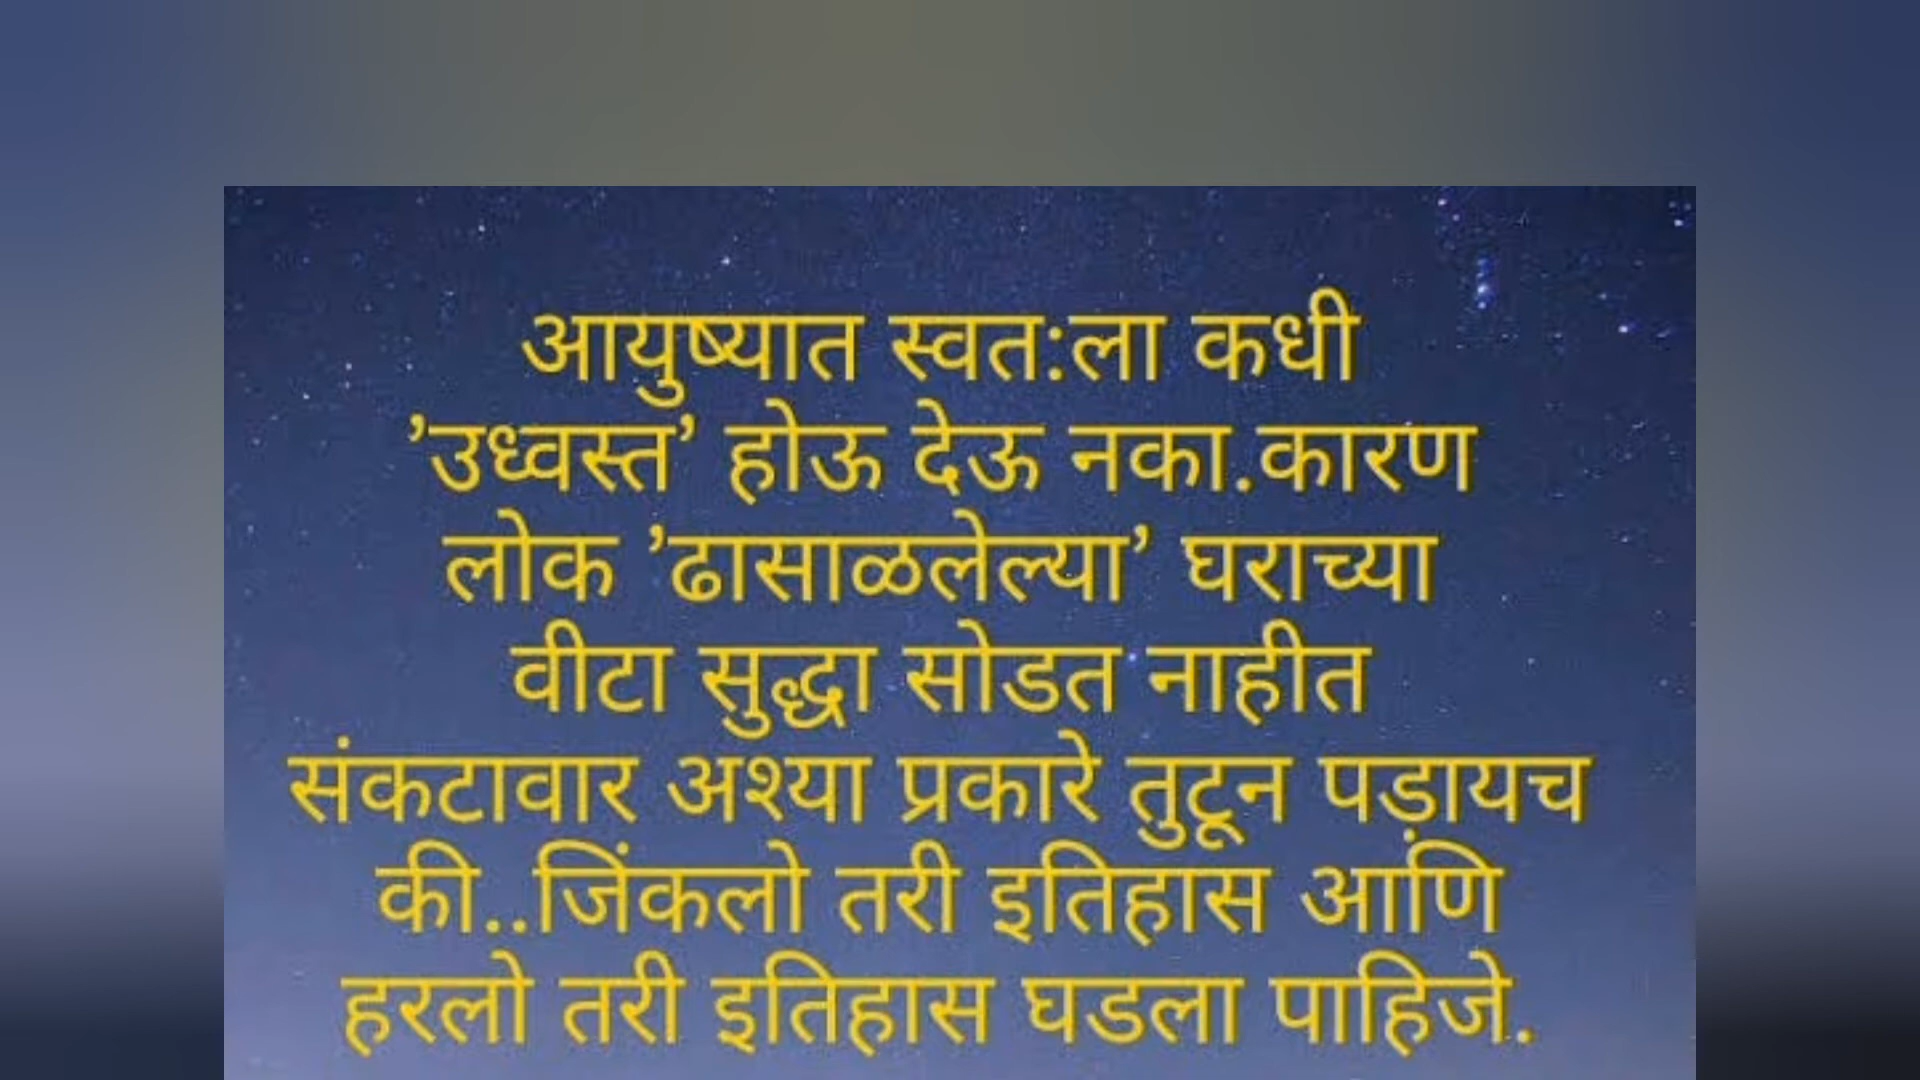 आयुष्यात स्वत:ला कधी
’उध्वस्त’ होऊ देऊ नका.कारण
लोक ’ढासाळलेल्या’ घराच्या
वीटा सुद्धा सोडत नाहीत
संकटावार अश्या प्रकारे तुटून पड़ायच
की..जिंकलो तरी इतिहास आणि
हरलो तरी इतिहास घडला पाहिजे.